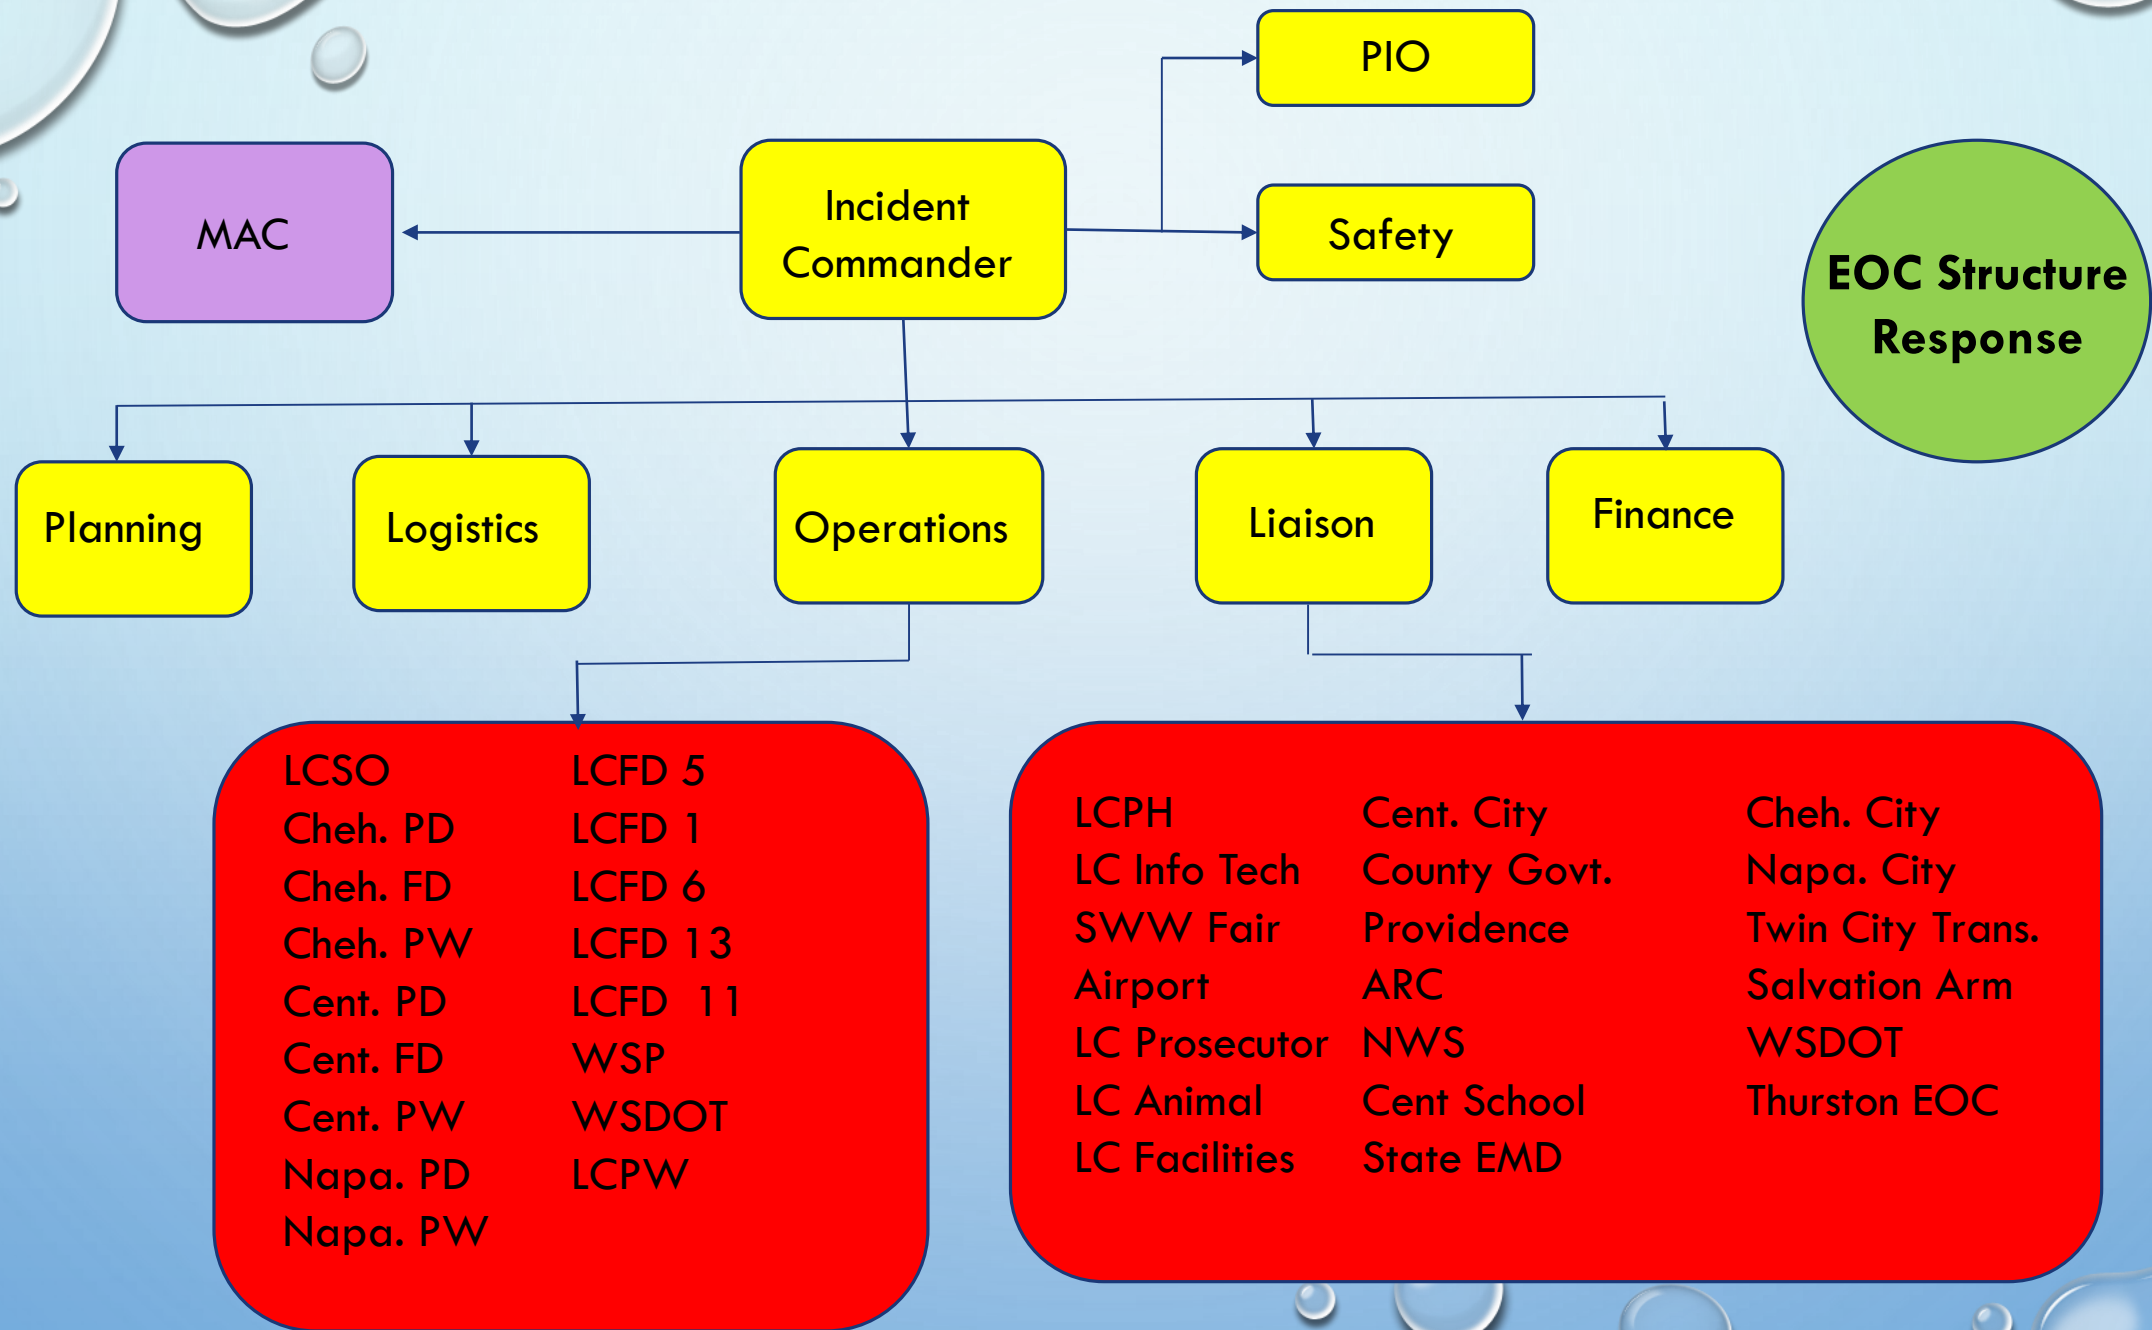 PIO
MAC
Incident
Commander
Safety
EOC Structure
Response
Planning
Logistics
Operations
Liaison
Finance
LCSO
Cheh. PD
Cheh. FD
Cheh. PW
Cent. PD
Cent. FD
Cent. PW
Napa. PD
Napa. PW
LCFD 5
LCFD 1
LCFD 6
LCFD 13
LCFD 11
WSP
WSDOT
LCPW
LCPH
LC Info Tech
SWW Fair
Airport
LC Prosecutor
LC Animal
LC Facilities
Cent. City
County Govt.
Providence
ARC
NWS
Cent School
State EMD
Cheh. City
Napa. City
Twin City Trans.
Salvation Arm
WSDOT
Thurston EOC